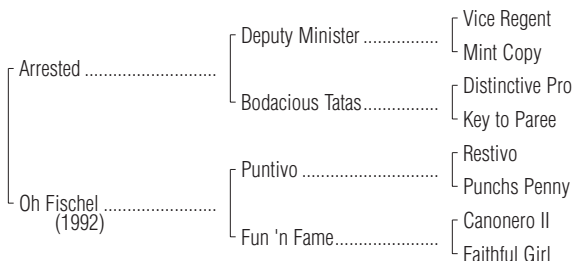 Vice Regent
Deputy Minister ................
Mint Copy
Arrested ............................
Distinctive Pro
Bodacious Tatas................
Key to Paree
Restivo
Puntivo .............................
Punchs Penny
Oh Fischel ........................
(1992)
Canonero II
Fun 'n Fame......................
Faithful Girl